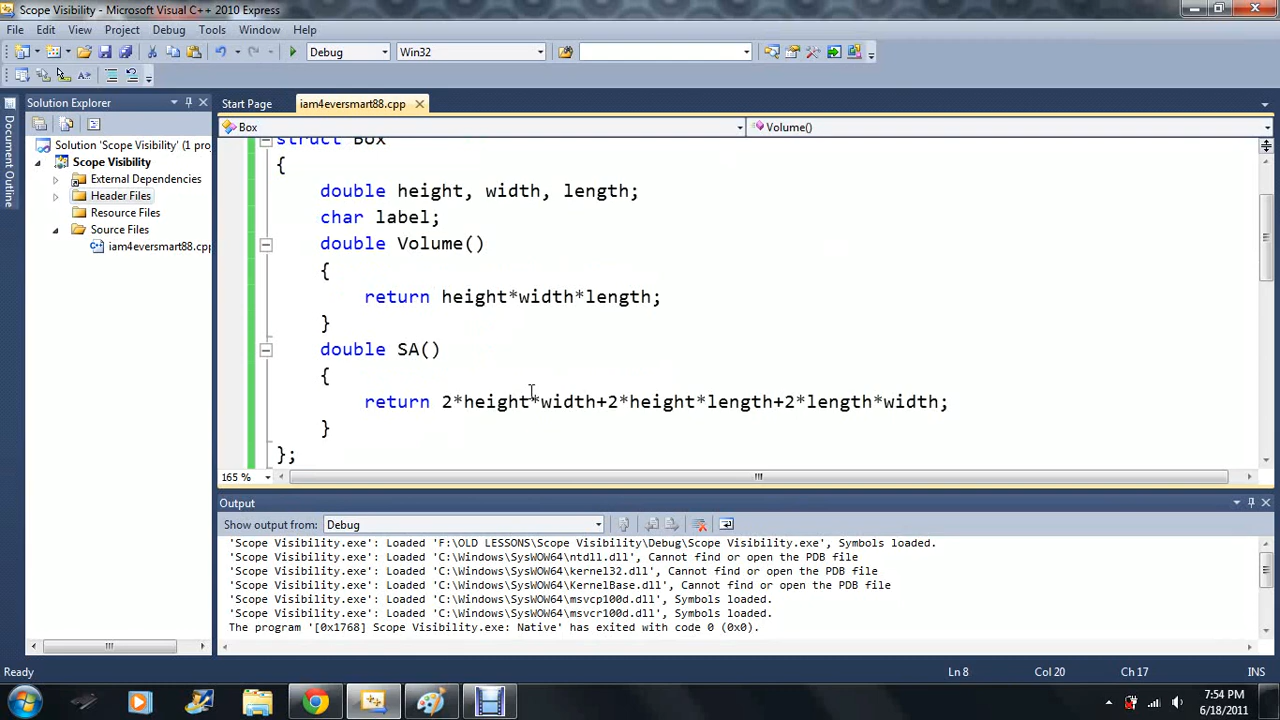 Scope Visibility - Microsoft Visual C++ 2010 Express
File Edit View Project Debug Tools Window Help
Debug Win32
Solution Explorer
Start Page iam4eversmart88.cpp
Document Outline
Box Volume()
Solution 'Scope Visibility' (1 proj
Scope Visibility
External Dependencies
Header Files
Resource Files
Source Files
iam4eversmart88.cpp
struct Box
{
double height, width, length;
char label;
double Volume()
{
return height*width*length;
}
double SA()
{
return 2*height*width+2*height*length+2*length*width;
}
};
165 %
Output
Show output from: Debug
'Scope Visibility.exe': Loaded 'F:\OLD LESSONS\Scope Visibility\Debug\Scope Visibility.exe', Symbols loaded.
'Scope Visibility.exe': Loaded 'C:\Windows\SysWOW64\ntdll.dll', Cannot find or open the PDB file
'Scope Visibility.exe': Loaded 'C:\Windows\SysWOW64\kernel32.dll', Cannot find or open the PDB file
'Scope Visibility.exe': Loaded 'C:\Windows\SysWOW64\KernelBase.dll', Cannot find or open the PDB file
'Scope Visibility.exe': Loaded 'C:\Windows\SysWOW64\msvcp100d.dll', Symbols loaded.
'Scope Visibility.exe': Loaded 'C:\Windows\SysWOW64\msvcr100d.dll', Symbols loaded.
The program '[0x1768] Scope Visibility.exe: Native' has exited with code 0 (0x0).
Ready Ln 8 Col 20 Ch 17 INS
7:54 PM
6/18/2011